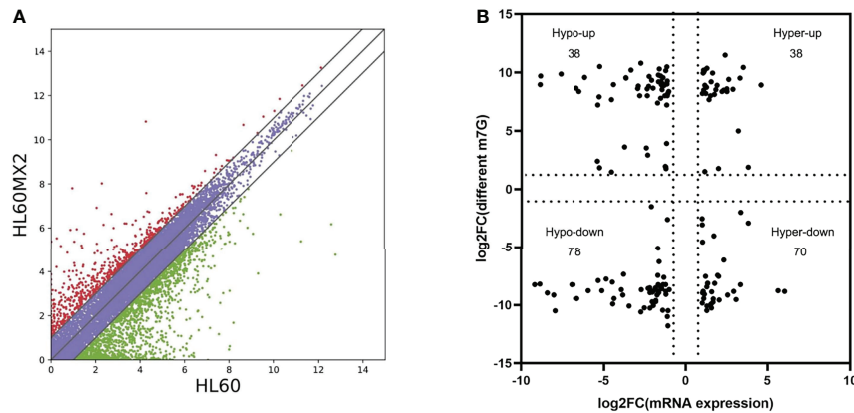 A
14
12
10
8
6
4
2
0
HL60MX2
0 2 4 6 8 10 12 14
HL60
B
15
10
5
0
-5
-10
-15
log2FC(different m7G)
Hypo-up
38
Hyper-up
38
Hypo-down
78
Hyper-down
70
-10 -5 0 5 10
log2FC(mRNA expression)